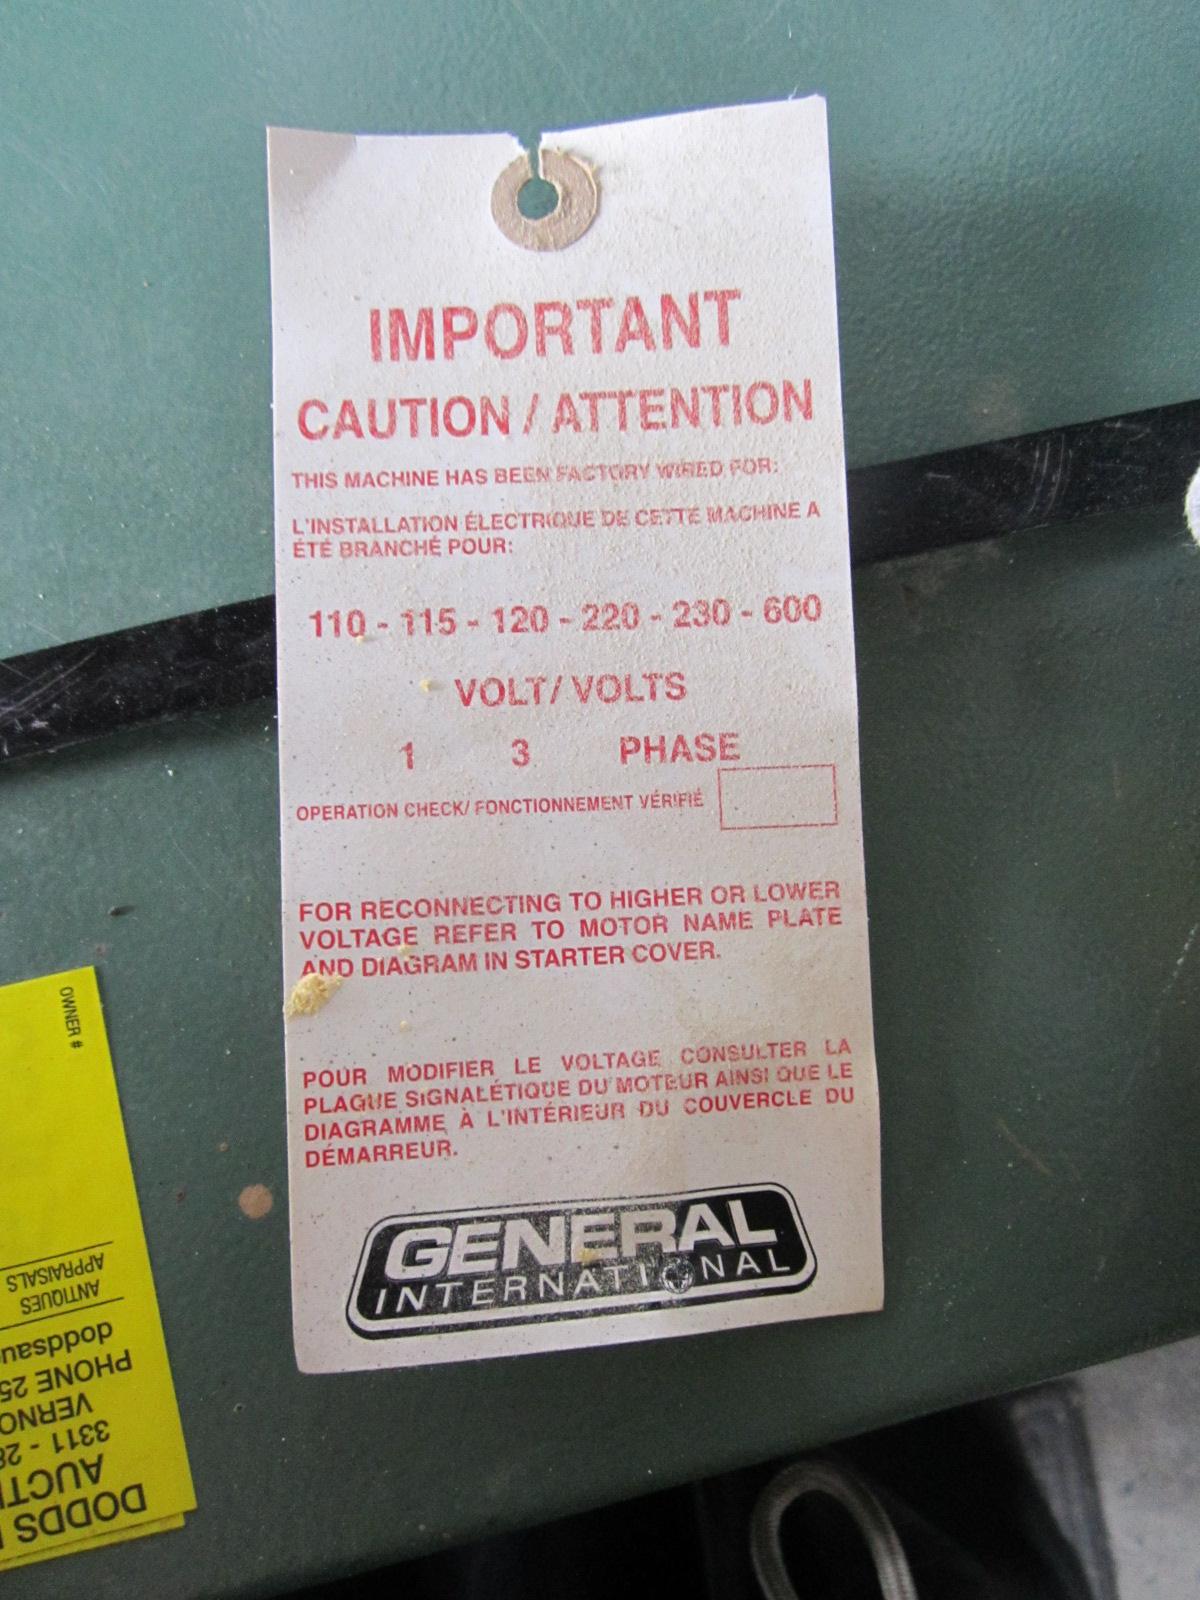 IMPORTANT
CAUTION / ATTENTION
THIS MACHINE HAS BEEN FACTORY WIRED FOR:
L'INSTALLATION ÉLECTRIQUE DE CETTE MACHINE A
ÉTÉ BRANCHÉ POUR:
110 - 115 - 120 - 220 - 230 - 600
VOLT/ VOLTS
1 3 PHASE
OPERATION CHECK/ FONCTIONNEMENT VÉRIFIÉ
FOR RECONNECTING TO HIGHER OR LOWER
VOLTAGE REFER TO MOTOR NAME PLATE
AND DIAGRAM IN STARTER COVER.
POUR MODIFIER LE VOLTAGE CONSULTER LA
PLAGUE SIGNALÉTIQUE DU MOTEUR AINSI QUE LE
DIAGRAMME À L'INTÉRIEUR DU COUVERCLE DU
DÉMARREUR.
GENERAL
INTERNATIONAL
DODDS
AUCTI
3311 - 28
VERNO
PHONE 25
doddsau
ANTIQUES
APPRAISALS
OWNER #